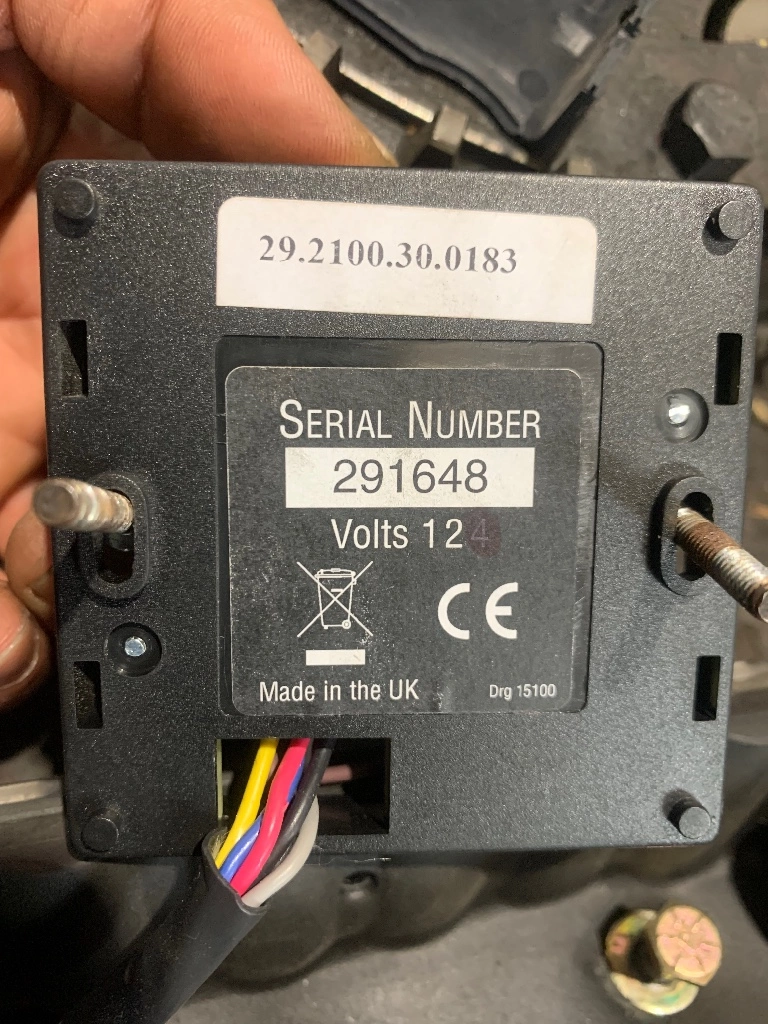 29.2100.30.0183
SERIAL NUMBER
291648
Volts 124
CE
Made in the UK
Drg 15100